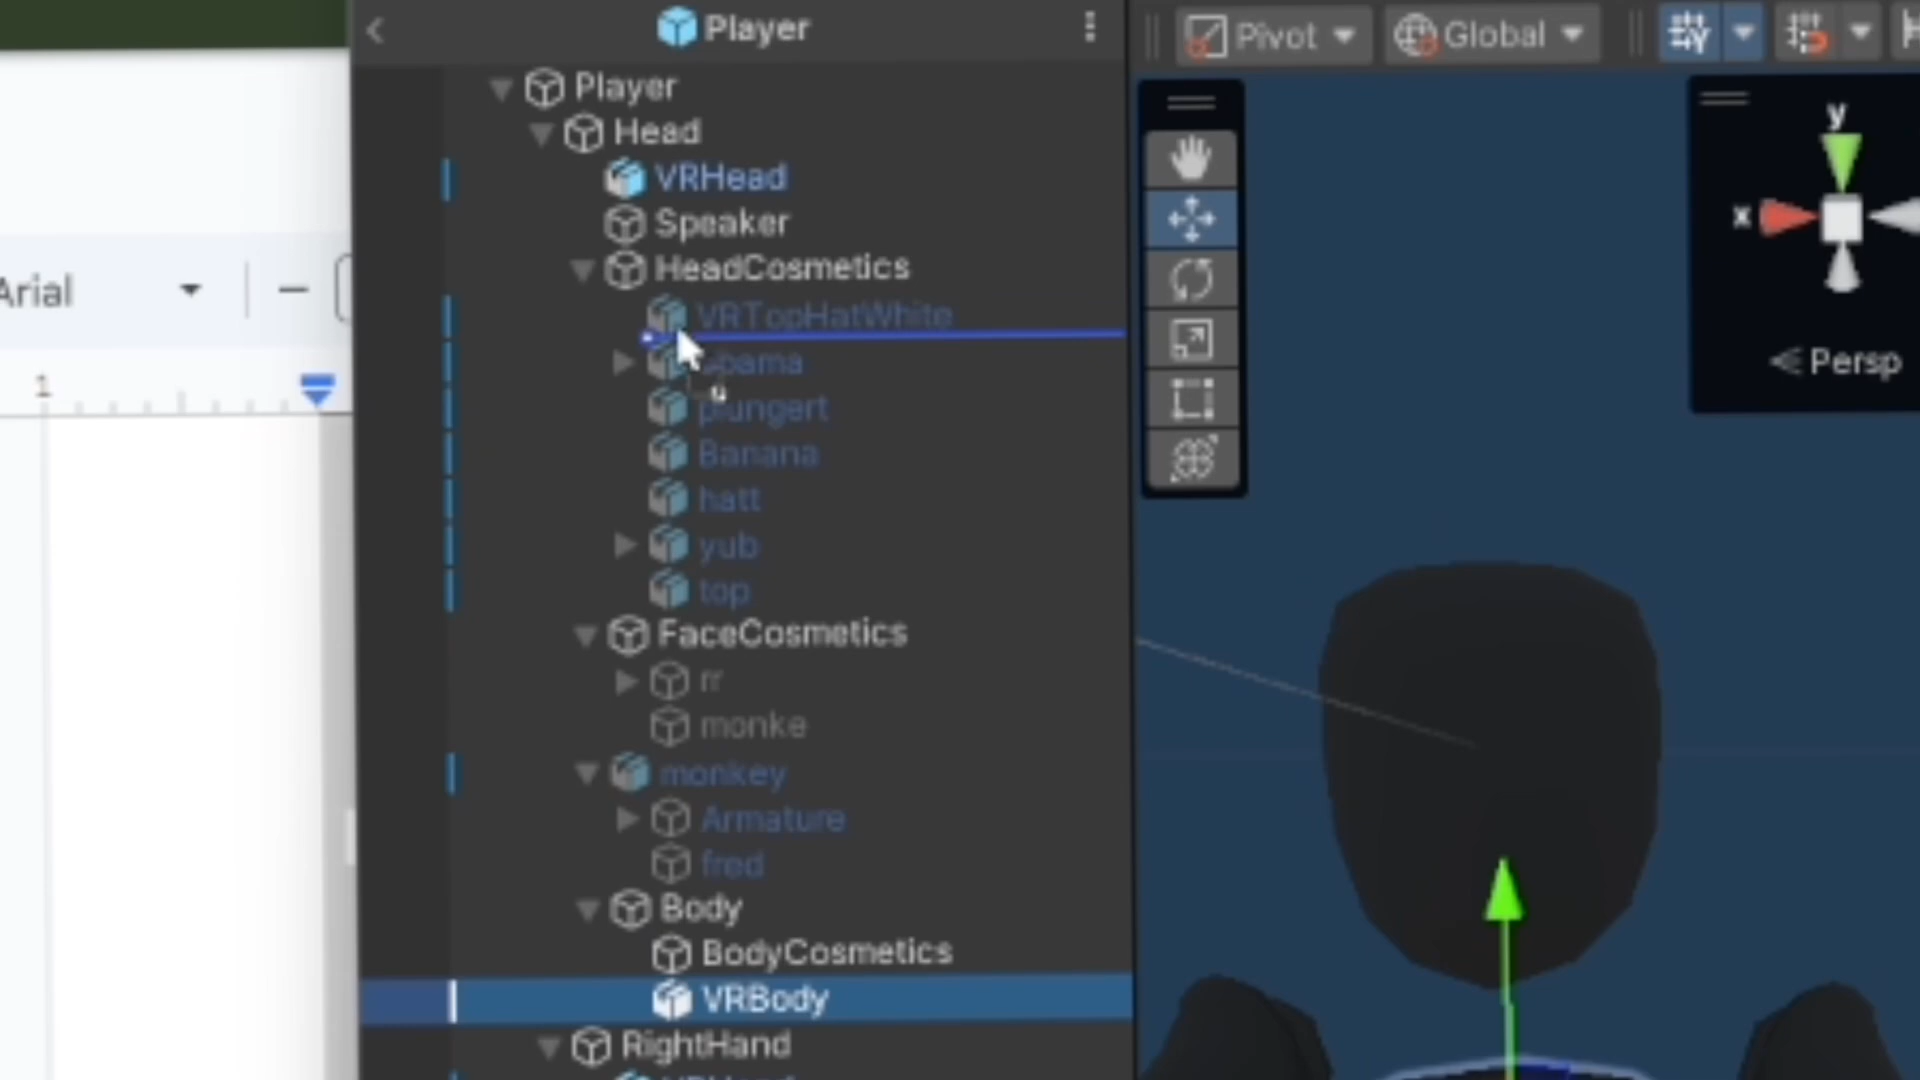 Player
Pivot
Global
Player
Head
VRHead
Speaker
HeadCosmetics
VRTopHatWhite
plungert
Banana
hatt
yub
top
FaceCosmetics
rr
monke
monkey
Armature
fred
Body
BodyCosmetics
VRBody
RightHand
Arial
1
y
x
Persp